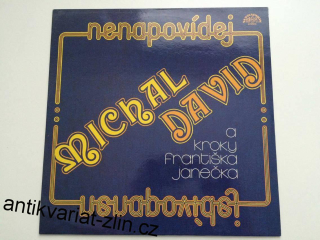 nenapovídej
MICHAL
DAVID
a
kroky
františka
janečka
nenapovídej
antikvariat-zlin.cz